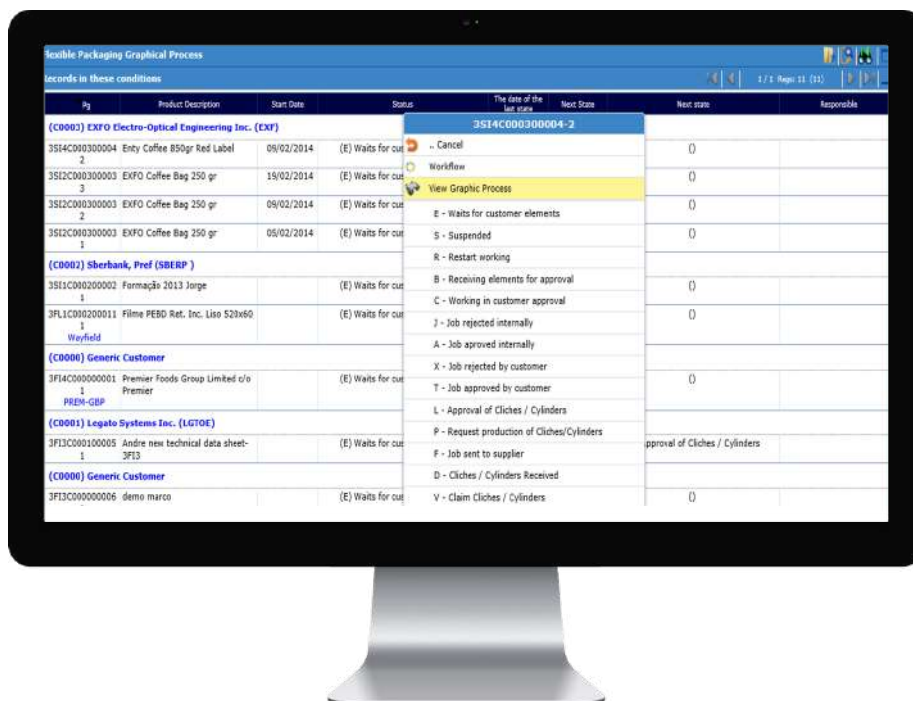 lexible Packaging Graphical Process
ecords in these conditions
1/1 Regs: 11 (11)
Pg Product Description Start Date Status The date of the last state Next State Next state Responsible
(C0003) EXFO Electro-Optical Engineering Inc. (EXF)
3SI4C000300004 Enty Coffee 850gr Red Label 09/02/2014 (E) Waits for cus ()
2
3SI2C000300003 EXFO Coffee Bag 250 gr 19/02/2014 (E) Waits for cus ()
3
3SI2C000300003 EXFO Coffee Bag 250 gr 09/02/2014 (E) Waits for cus ()
2
3SI2C000300003 EXFO Coffee Bag 250 gr 05/02/2014 (E) Waits for cus ()
1
(C0002) Sberbank, Pref (SBERP )
3SI1C000200002 Formação 2013 Jorge (E) Waits for cus ()
1
3FL1C000200011 Filme PEBD Ret. Inc. Liso 520x60 (E) Waits for cus ()
1
Wayfield
(C0000) Generic Customer
3FI4C000000001 Premier Foods Group Limited c/o (E) Waits for cus ()
1 Premier
PREM-GBP
(C0001) Legato Systems Inc. (LGTOE)
3FI3C000100005 Andre new technical data sheet- (E) Waits for cus pproval of Cliches / Cylinders
1 3FI3
(C0000) Generic Customer
3FI3C000000006 demo marco (E) Waits for cus ()
3SI4C000300004-2
.. Cancel
Workflow
View Graphic Process
E - Waits for customer elements
S - Suspended
R - Restart working
B - Receiving elements for approval
C - Working in customer approval
J - Job rejected internally
A - Job aproved internally
X - Job rejected by customer
T - Job approved by customer
L - Approval of Cliches / Cylinders
P - Request production of Cliches/Cylinders
F - Job sent to supplier
D - Cliches / Cylinders Received
V - Claim Cliches / Cylinders